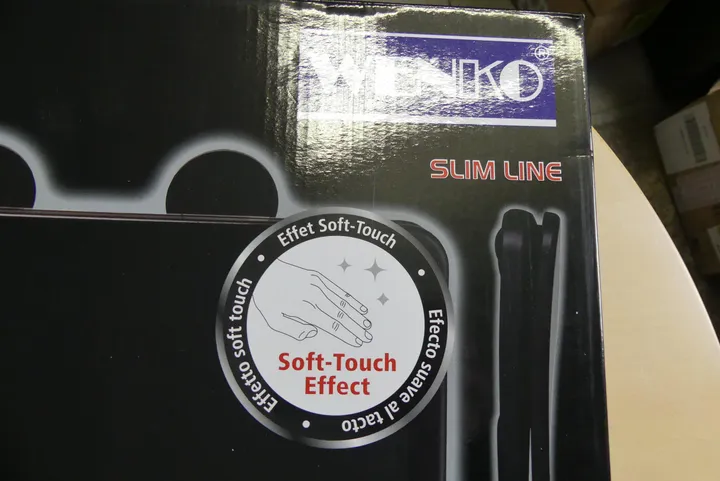 WENKO®
SLIM LINE
Effet Soft-Touch
Effetto soft touch
Efecto suave al tacto
Soft-Touch
Effect